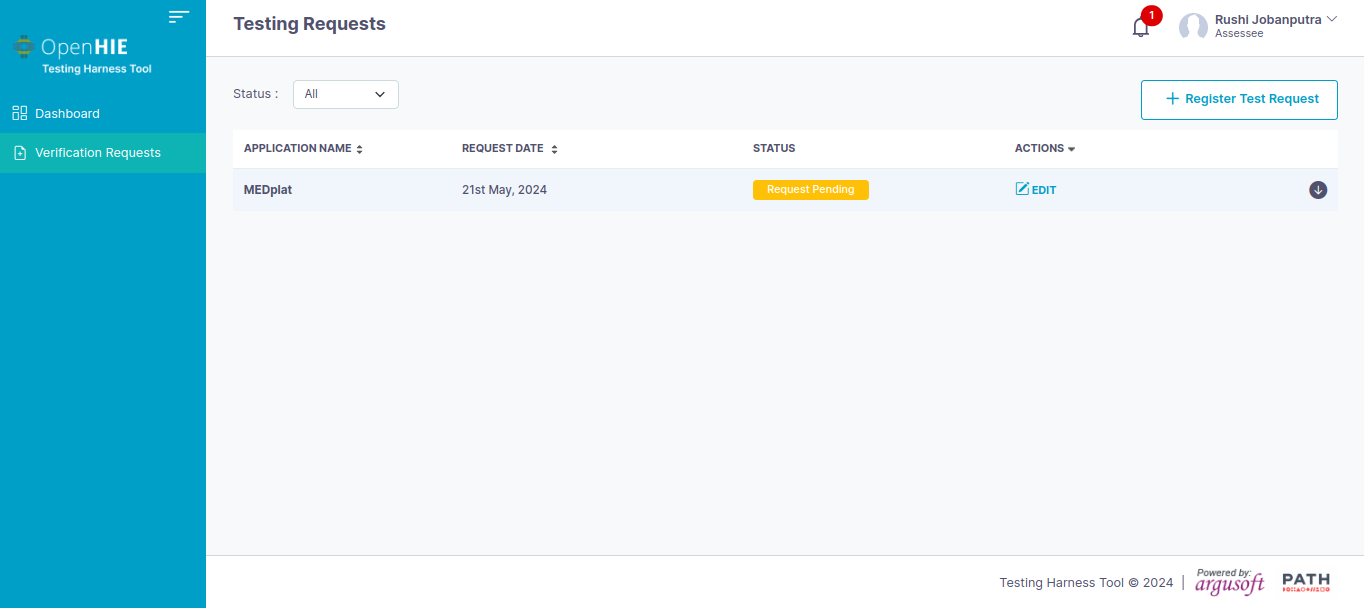 OpenHIE
Testing Harness Tool
Dashboard
Verification Requests
Testing Requests
1
Rushi Jobanputra
Assessee
Status :
All
Register Test Request
APPLICATION NAME
REQUEST DATE
STATUS
ACTIONS
MEDplat
21st May, 2024
Request Pending
EDIT
Testing Harness Tool © 2024 |
Powered by:
argusoft
PATH